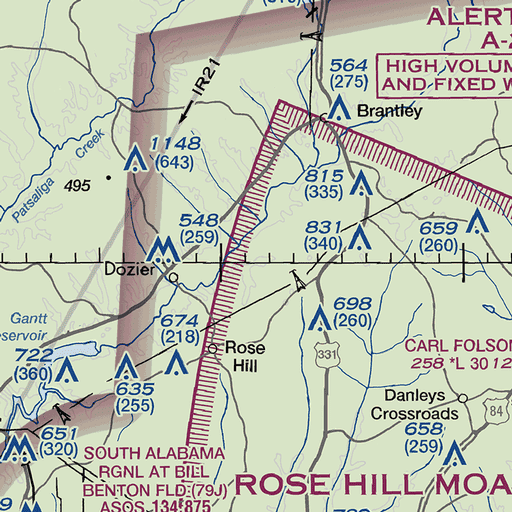 ALERT
A-2
HIGH VOLUM
AND FIXED W
564
(275)
Brantley
IR21
1148
(643)
Creek
Patsaliga
495
815
(335)
548
(259)
831
(340)
659
(260)
Dozier
Gantt
eservoir
674
(218)
698
(260)
722
(360)
Rose
Hill
331
CARL FOLSOM
258 *L 30 12
635
(255)
Danleys
Crossroads
84
651
(320)
658
(259)
SOUTH ALABAMA
RGNL AT BILL
BENTON FLD (79J)
ASOS 134.875
ROSE HILL MOA